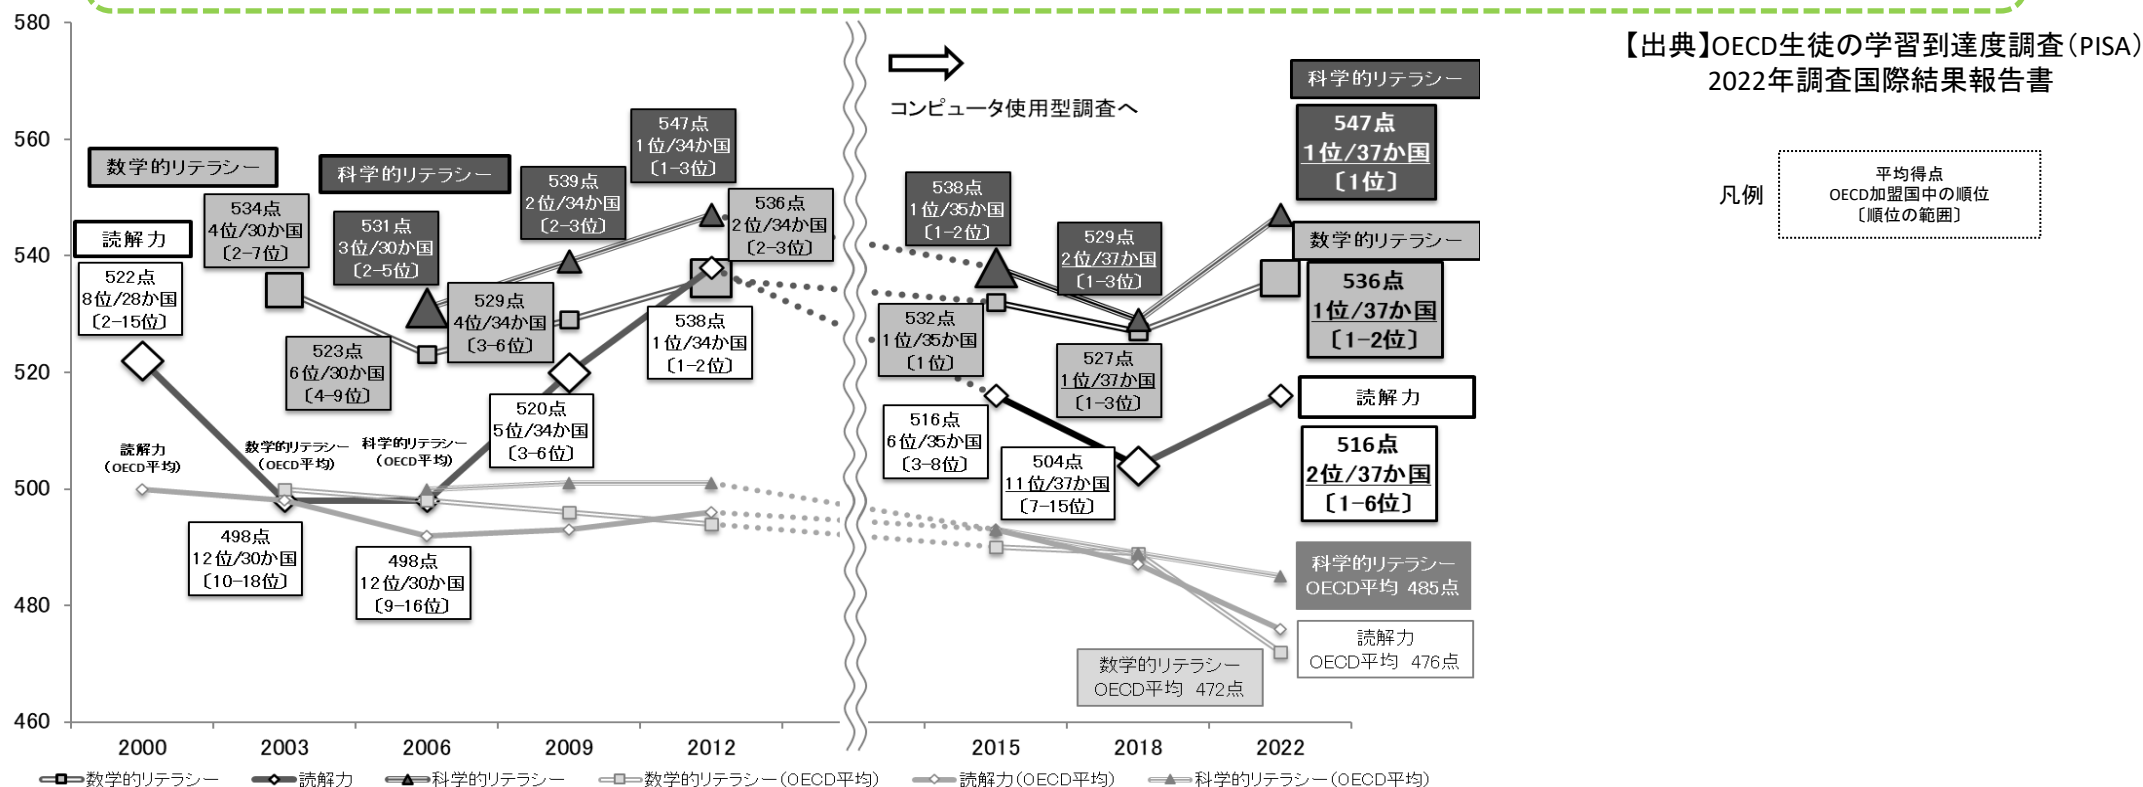 580
560
540
520
500
480
460
【出典】OECD生徒の学習到達度調査(PISA)
2022年調査国際結果報告書
凡例
平均得点
OECD加盟国中の順位
〔順位の範囲〕
コンピュータ使用型調査へ
読解力
522点
8位/28か国
〔2-15位〕
数学的リテラシー
534点
4位/30か国
〔2-7位〕
科学的リテラシー
531点
3位/30か国
〔2-5位〕
523点
6位/30か国
〔4-9位〕
529点
4位/34か国
〔3-6位〕
539点
2位/34か国
〔2-3位〕
547点
1位/34か国
〔1-3位〕
536点
2位/34か国
〔2-3位〕
538点
1位/34か国
〔1-2位〕
520点
5位/34か国
〔3-6位〕
読解力
(OECD平均)
数学的リテラシー
(OECD平均)
科学的リテラシー
(OECD平均)
498点
12位/30か国
〔10-18位〕
498点
12位/30か国
〔9-16位〕
538点
1位/35か国
〔1-2位〕
529点
2位/37か国
〔1-3位〕
532点
1位/35か国
〔1位〕
527点
1位/37か国
〔1-3位〕
516点
6位/35か国
〔3-8位〕
504点
11位/37か国
〔7-15位〕
科学的リテラシー
547点
1位/37か国
〔1位〕
数学的リテラシー
536点
1位/37か国
〔1-2位〕
読解力
516点
2位/37か国
〔1-6位〕
科学的リテラシー
OECD平均 485点
読解力
OECD平均 476点
数学的リテラシー
OECD平均 472点
2000
2003
2006
2009
2012
2015
2018
2022
数学的リテラシー
読解力
科学的リテラシー
数学的リテラシー(OECD平均)
読解力(OECD平均)
科学的リテラシー(OECD平均)